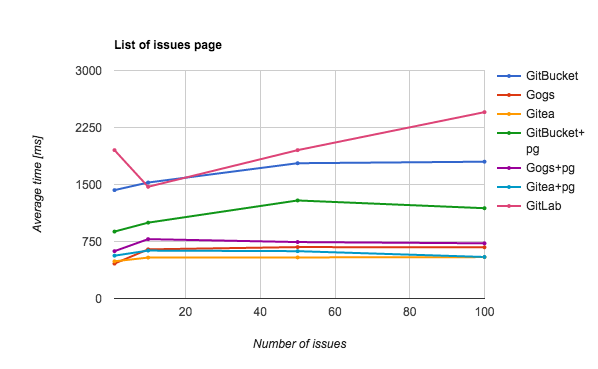 List of issues page
3000
2250
1500
750
0
Average time [ms]
20
40
60
80
100
Number of issues
GitBucket
Gogs
Gitea
GitBucket+
pg
Gogs+pg
Gitea+pg
GitLab